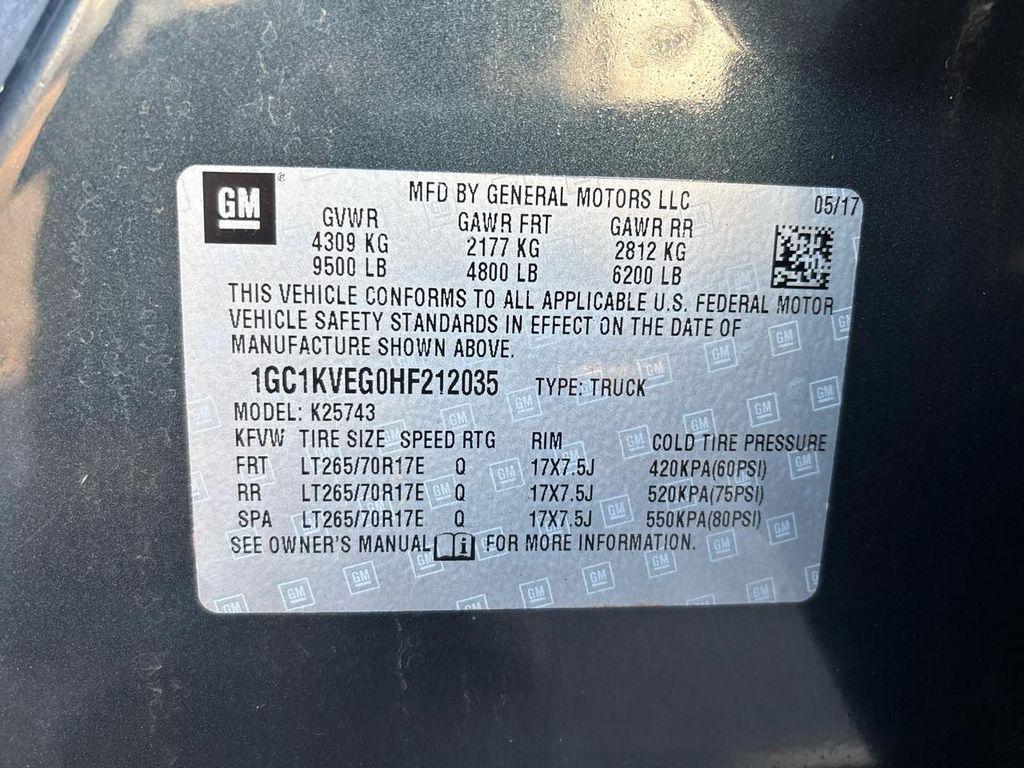 GM MFD BY GENERAL MOTORS LLC 05/17
GVWR GAWR FRT GAWR RR
4309 KG 2177 KG 2812 KG
9500 LB 4800 LB 6200 LB
THIS VEHICLE CONFORMS TO ALL APPLICABLE U.S. FEDERAL MOTOR
VEHICLE SAFETY STANDARDS IN EFFECT ON THE DATE OF
MANUFACTURE SHOWN ABOVE.
1GC1KVEG0HF212035 TYPE: TRUCK
MODEL: K25743
KFVW TIRE SIZE SPEED RTG RIM COLD TIRE PRESSURE
FRT LT265/70R17E Q 17X7.5J 420KPA(60PSI)
RR LT265/70R17E Q 17X7.5J 520KPA(75PSI)
SPA LT265/70R17E Q 17X7.5J 550KPA(80PSI)
SEE OWNER'S MANUAL i FOR MORE INFORMATION.